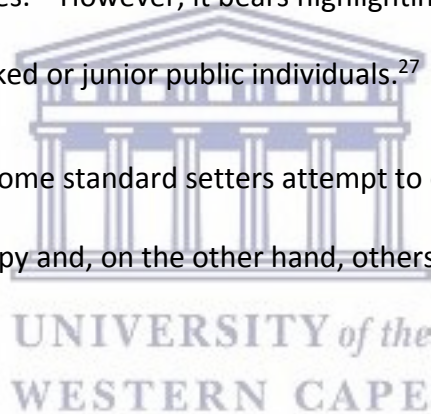 es. However, it bears highlighting
ked or junior public individuals.27
ome standard setters attempt to
py and, on the other hand, others
UNIVERSITY of the
WESTERN CAPE